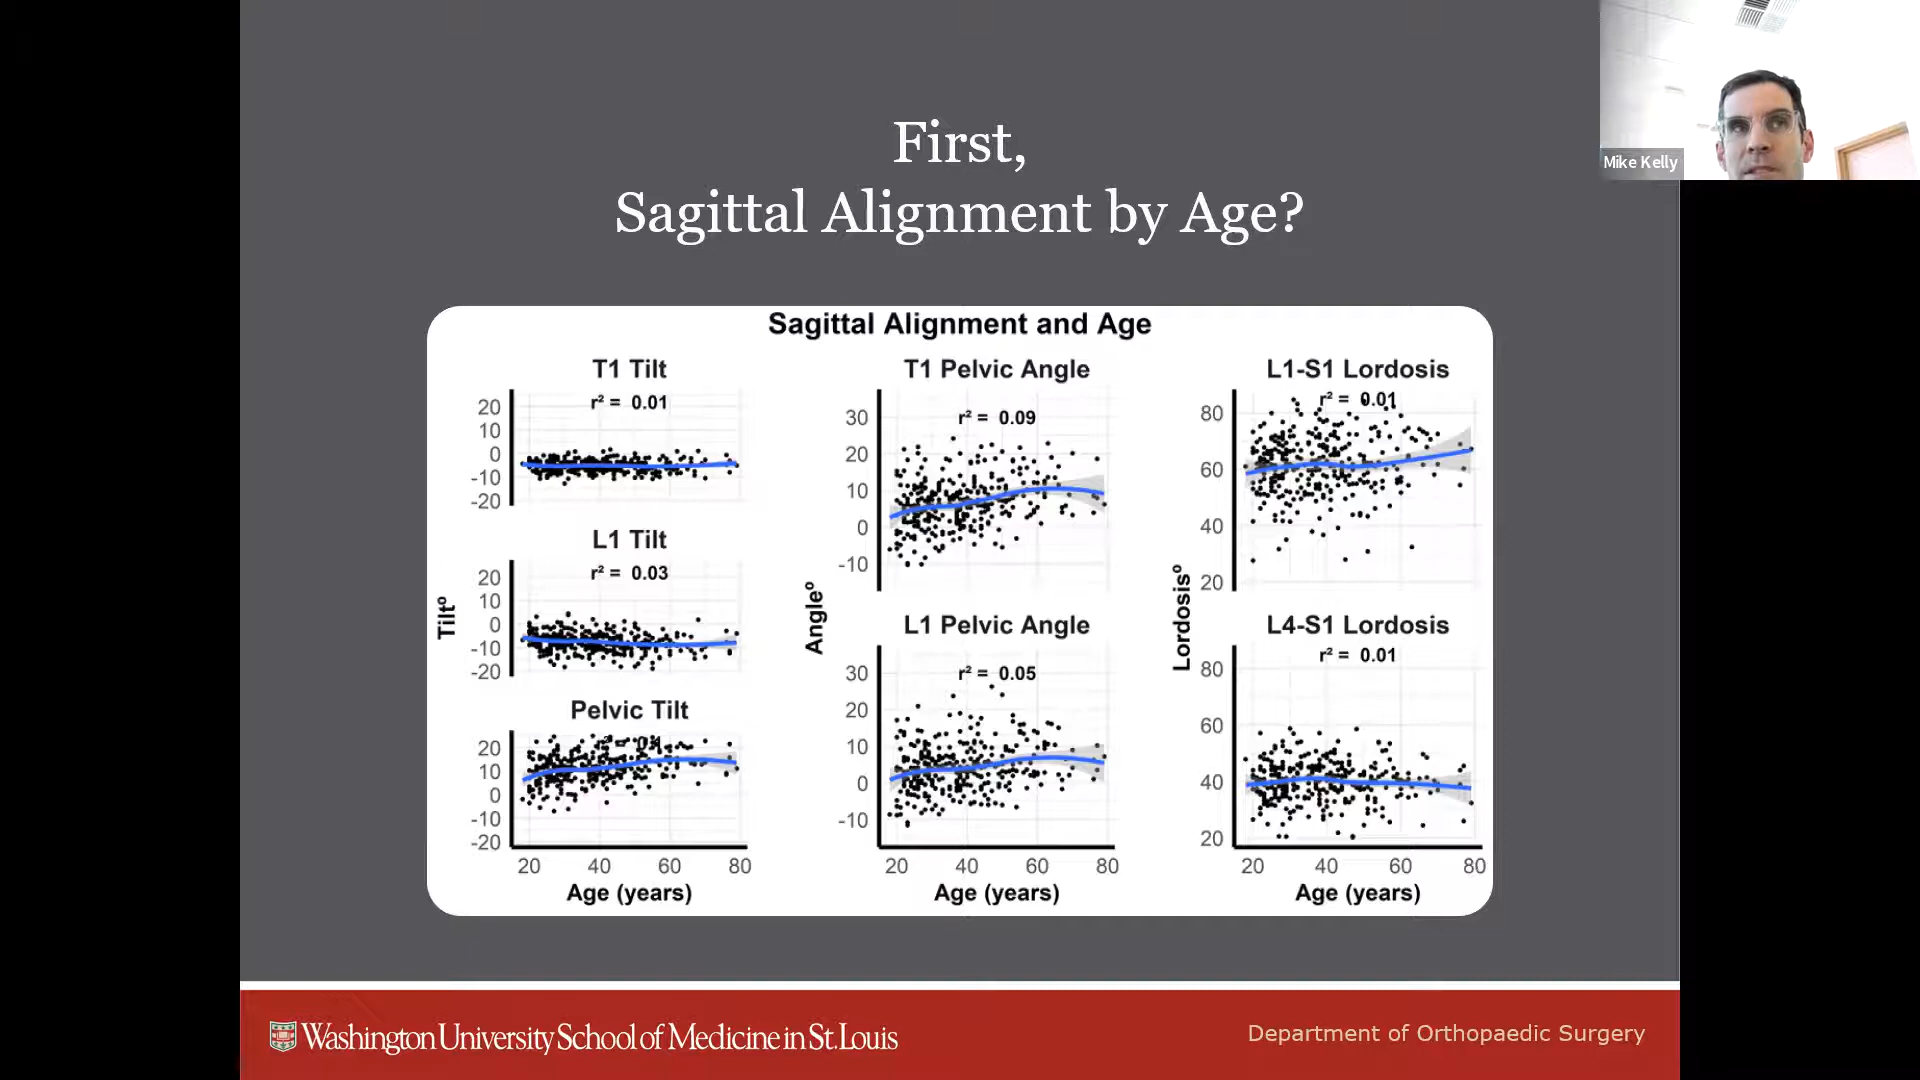 First,
Sagittal Alignment by Age?
Mike Kelly
Sagittal Alignment and Age
T1 Tilt
r² = 0.01
20
10
0
-10
-20
L1 Tilt
r² = 0.03
20
10
0
-10
-20
Tiltº
Pelvic Tilt
20
10
0
-10
-20
20 40 60 80
Age (years)
T1 Pelvic Angle
r² = 0.09
30
20
10
0
-10
Angleº
L1 Pelvic Angle
r² = 0.05
30
20
10
0
-10
20 40 60 80
Age (years)
L1-S1 Lordosis
r² = 0.01
80
60
40
20
Lordosisº
L4-S1 Lordosis
r² = 0.01
80
60
40
20
20 40 60 80
Age (years)
Washington University School of Medicine in St. Louis
Department of Orthopaedic Surgery